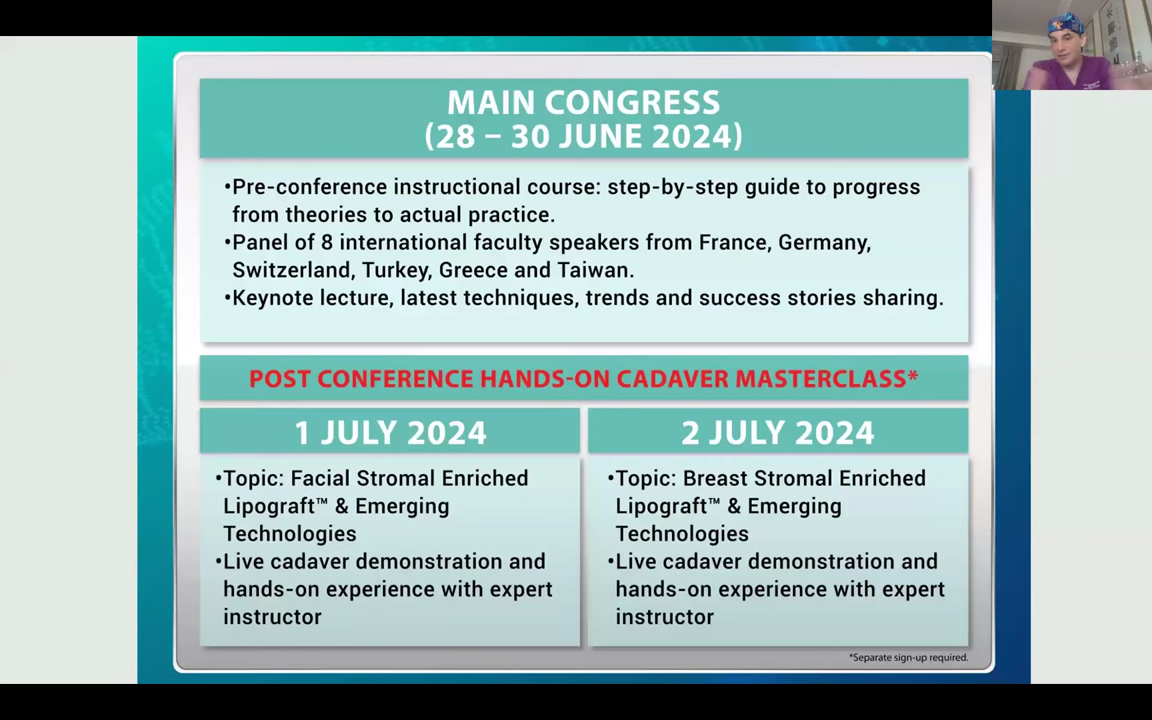 MAIN CONGRESS
(28 – 30 JUNE 2024)
•Pre-conference instructional course: step-by-step guide to progress
from theories to actual practice.
•Panel of 8 international faculty speakers from France, Germany,
Switzerland, Turkey, Greece and Taiwan.
•Keynote lecture, latest techniques, trends and success stories sharing.
POST CONFERENCE HANDS-ON CADAVER MASTERCLASS*
1 JULY 2024
•Topic: Facial Stromal Enriched
Lipograft™ & Emerging
Technologies
•Live cadaver demonstration and
hands-on experience with expert
instructor
2 JULY 2024
•Topic: Breast Stromal Enriched
Lipograft™ & Emerging
Technologies
•Live cadaver demonstration and
hands-on experience with expert
instructor
*Separate sign-up required.